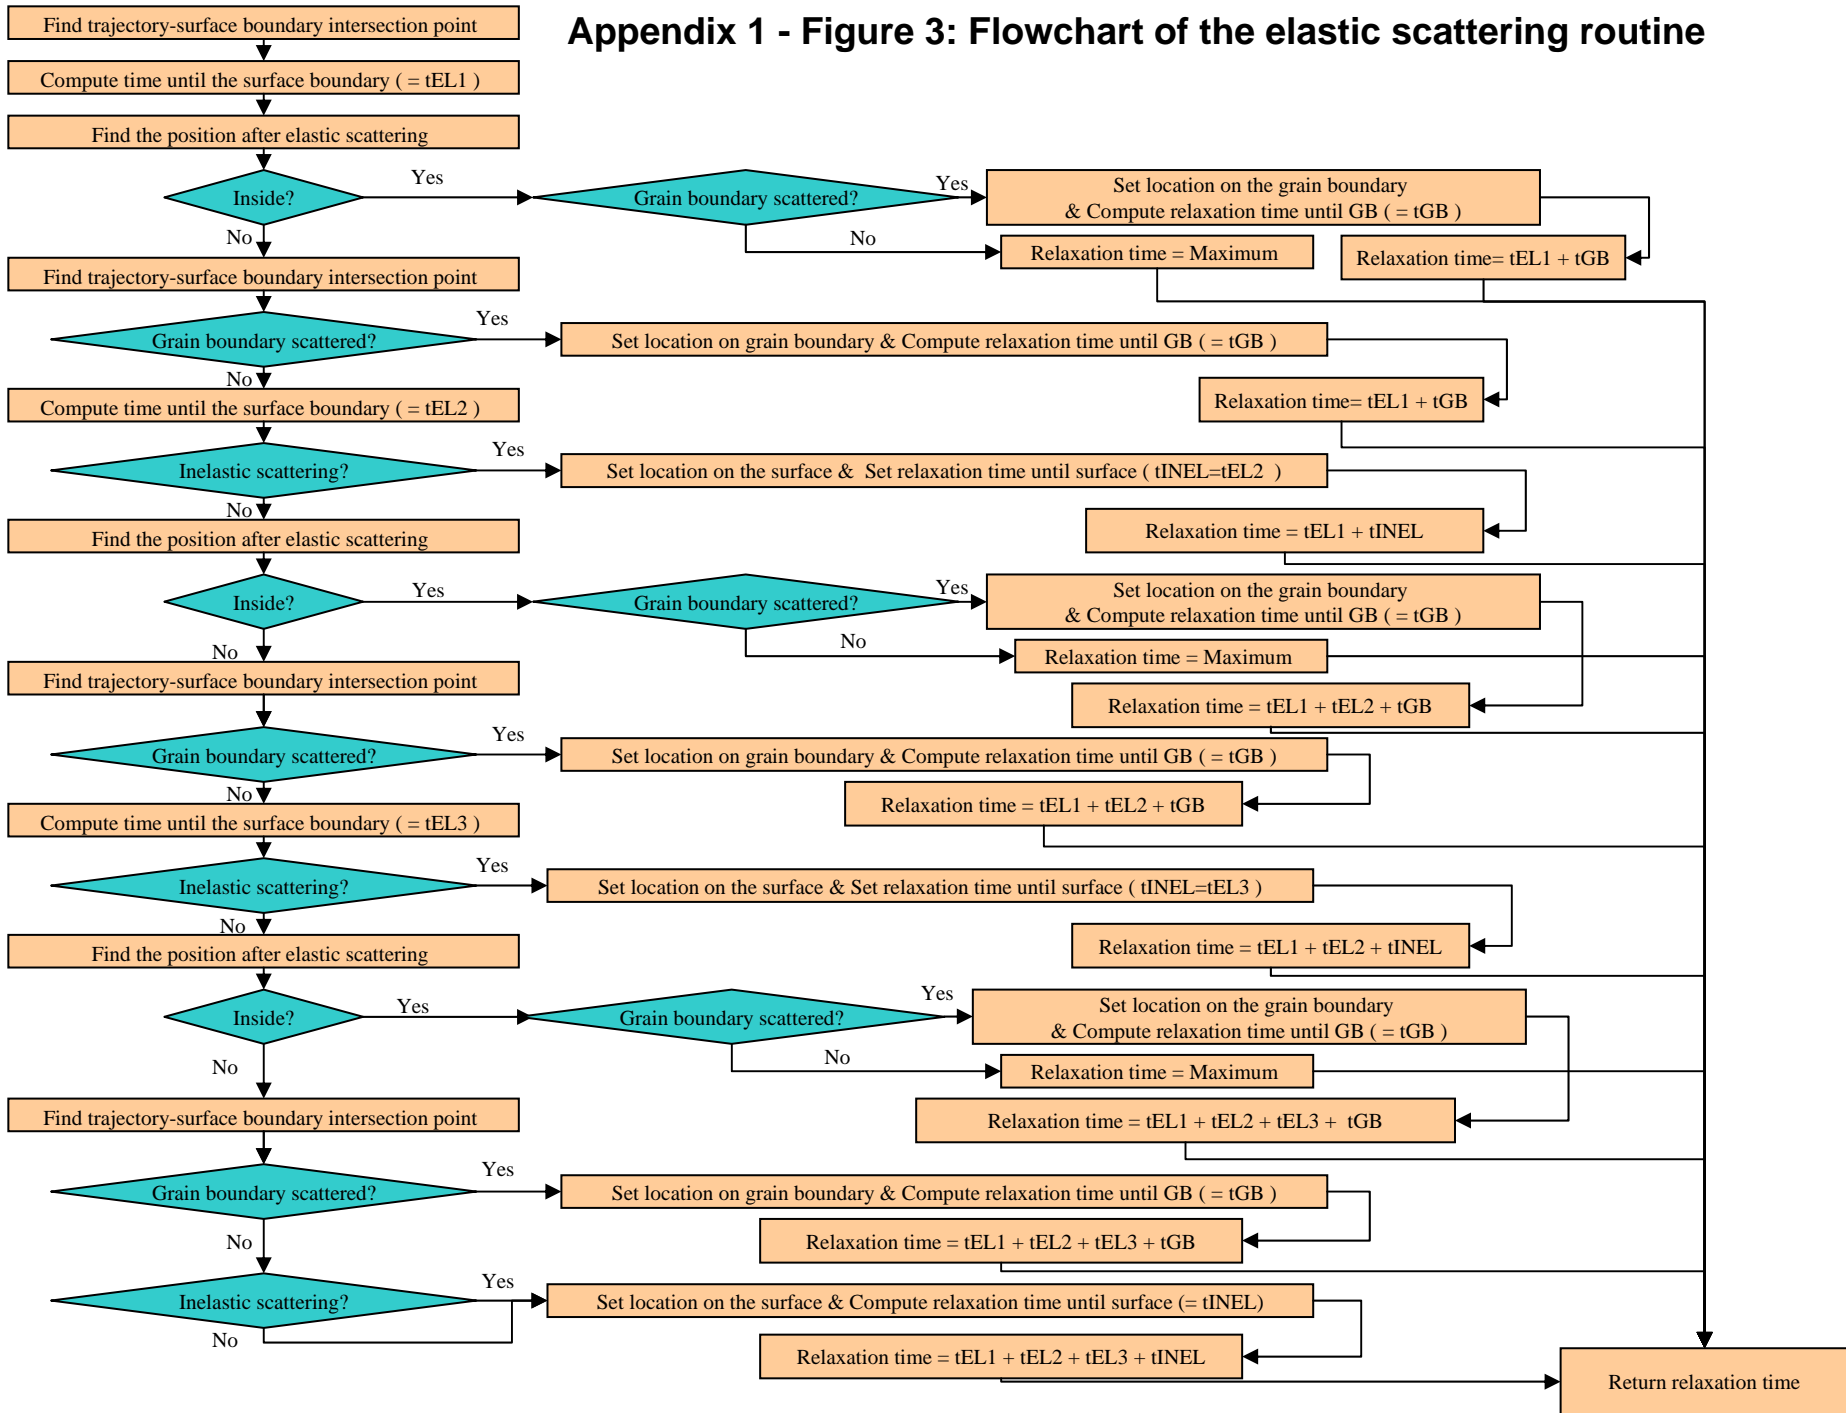 Appendix 1 - Figure 3: Flowchart of the elastic scattering routine
Find trajectory-surface boundary intersection point
Compute time until the surface boundary ( = tEL1 )
Find the position after elastic scattering
Inside?
Yes
Grain boundary scattered?
Yes
Set location on the grain boundary
& Compute relaxation time until GB ( = tGB )
No
No
Relaxation time = Maximum
Relaxation time= tEL1 + tGB
Find trajectory-surface boundary intersection point
Grain boundary scattered?
Yes
Set location on grain boundary & Compute relaxation time until GB ( = tGB )
No
Relaxation time= tEL1 + tGB
Compute time until the surface boundary ( = tEL2 )
Inelastic scattering?
Yes
Set location on the surface & Set relaxation time until surface ( tINEL=tEL2 )
No
Relaxation time = tEL1 + tINEL
Find the position after elastic scattering
Inside?
Yes
Grain boundary scattered?
Yes
Set location on the grain boundary
& Compute relaxation time until GB ( = tGB )
No
No
Relaxation time = Maximum
Find trajectory-surface boundary intersection point
Relaxation time = tEL1 + tEL2 + tGB
Grain boundary scattered?
Yes
Set location on grain boundary & Compute relaxation time until GB ( = tGB )
No
Relaxation time = tEL1 + tEL2 + tGB
Compute time until the surface boundary ( = tEL3 )
Inelastic scattering?
Yes
Set location on the surface & Set relaxation time until surface ( tINEL=tEL3 )
No
Relaxation time = tEL1 + tEL2 + tINEL
Find the position after elastic scattering
Inside?
Yes
Grain boundary scattered?
Yes
Set location on the grain boundary
& Compute relaxation time until GB ( = tGB )
No
No
Relaxation time = Maximum
Find trajectory-surface boundary intersection point
Relaxation time = tEL1 + tEL2 + tEL3 + tGB
Grain boundary scattered?
Yes
Set location on grain boundary & Compute relaxation time until GB ( = tGB )
No
Relaxation time = tEL1 + tEL2 + tEL3 + tGB
Inelastic scattering?
Yes
Set location on the surface & Compute relaxation time until surface (= tINEL)
No
Relaxation time = tEL1 + tEL2 + tEL3 + tINEL
Return relaxation time